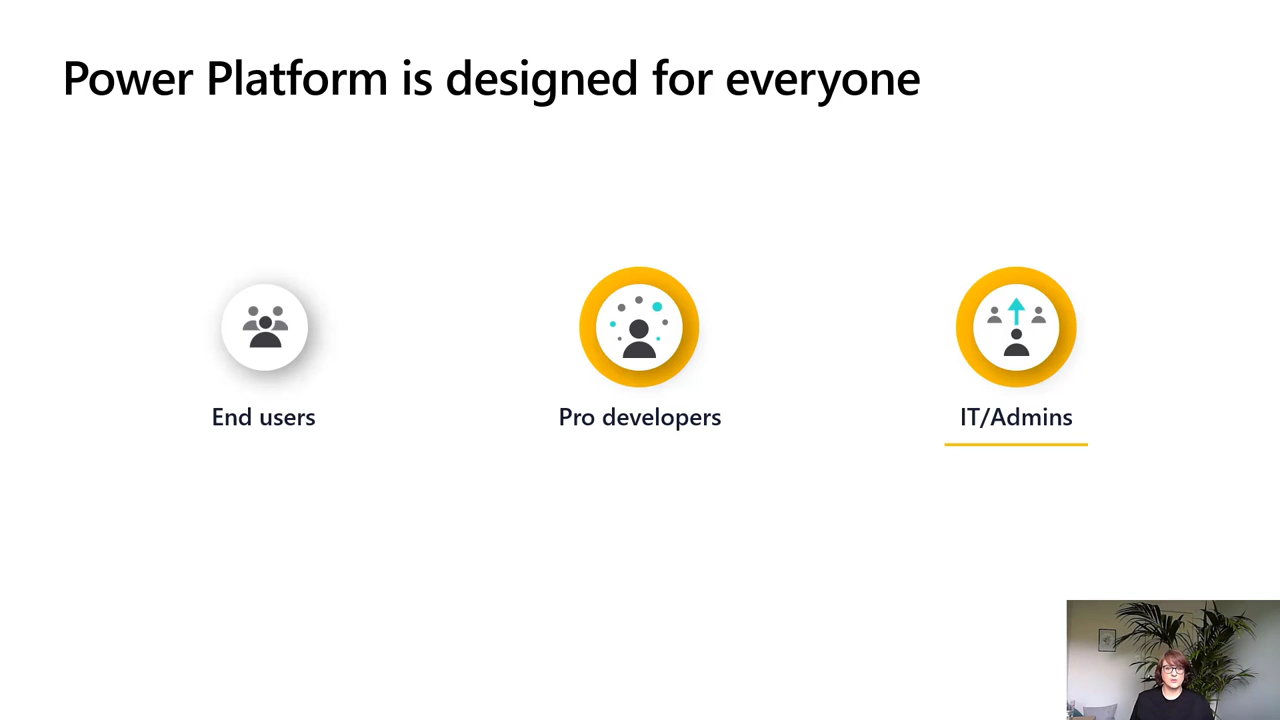 Power Platform is designed for everyone
End users
Pro developers
IT/Admins